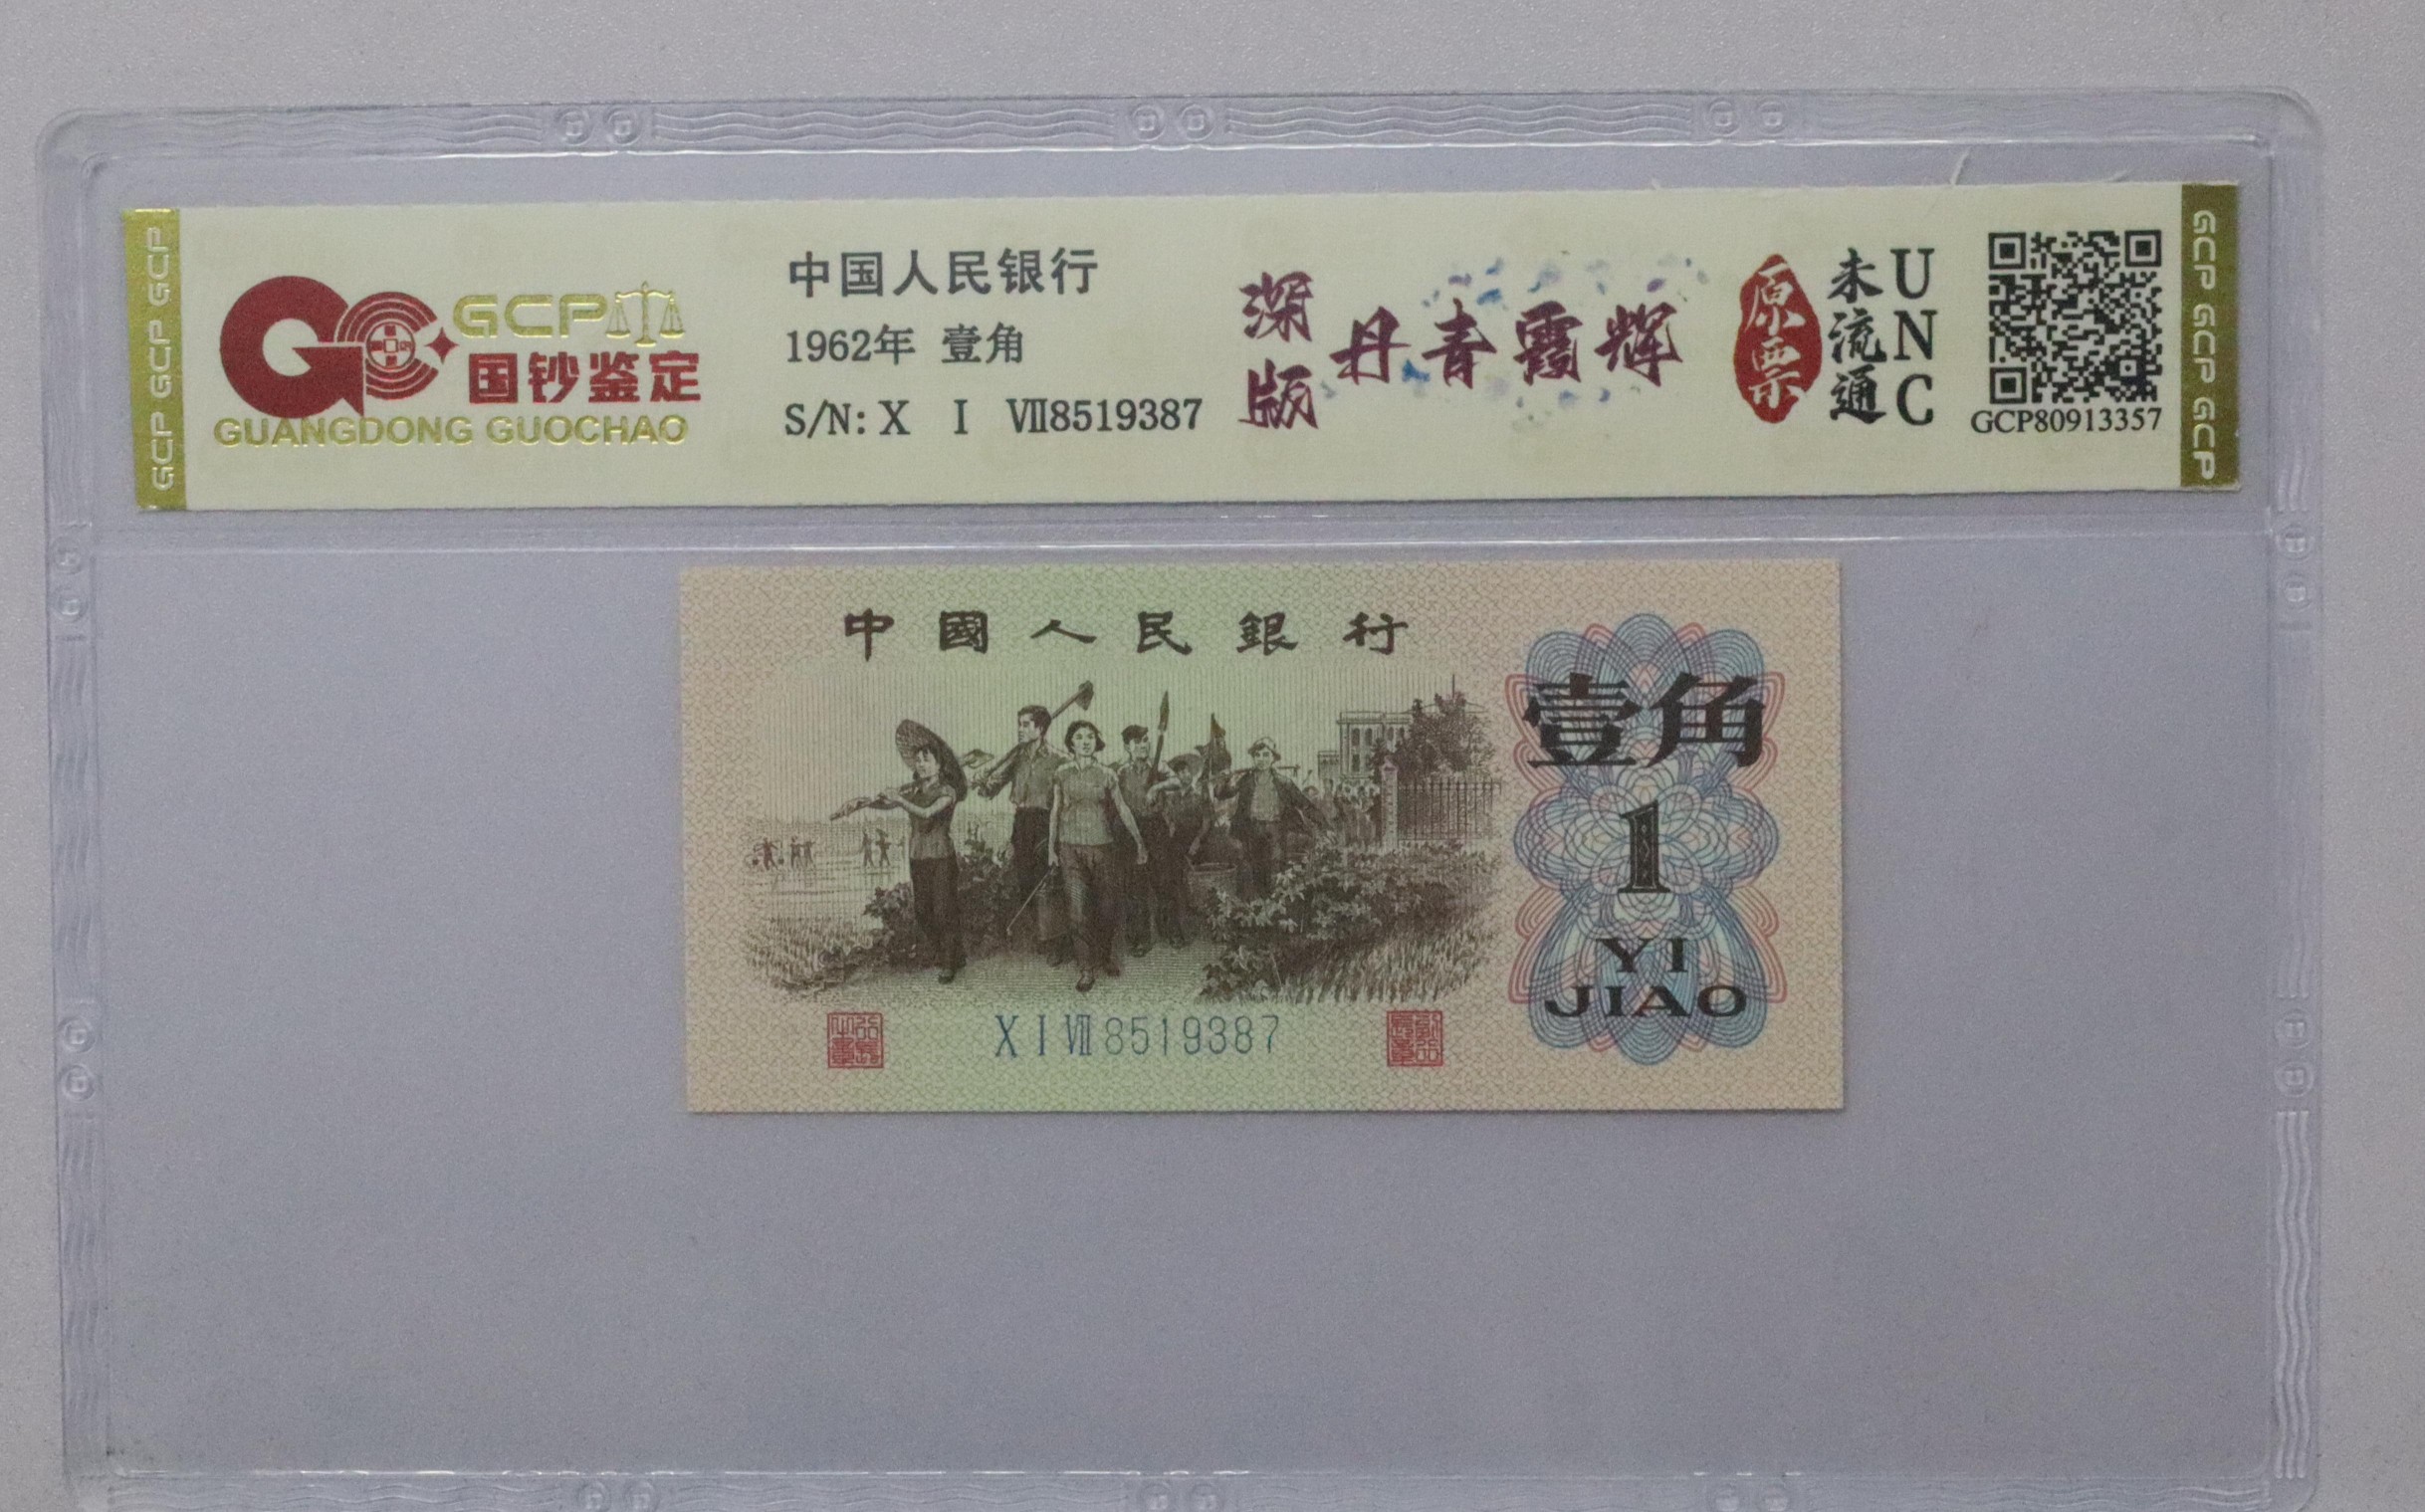 GCP GCP GCP
GCP
国钞鉴定
GUANGDONG GUOCHAO
中国人民银行
1962年 壹角
S/N: X I Ⅶ8519387
深版
丹青霞辉
原票
未流通
UNC
GCP80913357
GCP GCP GCP
中國人民銀行
壹角
1
YI
JIAO
X I Ⅶ 8519387